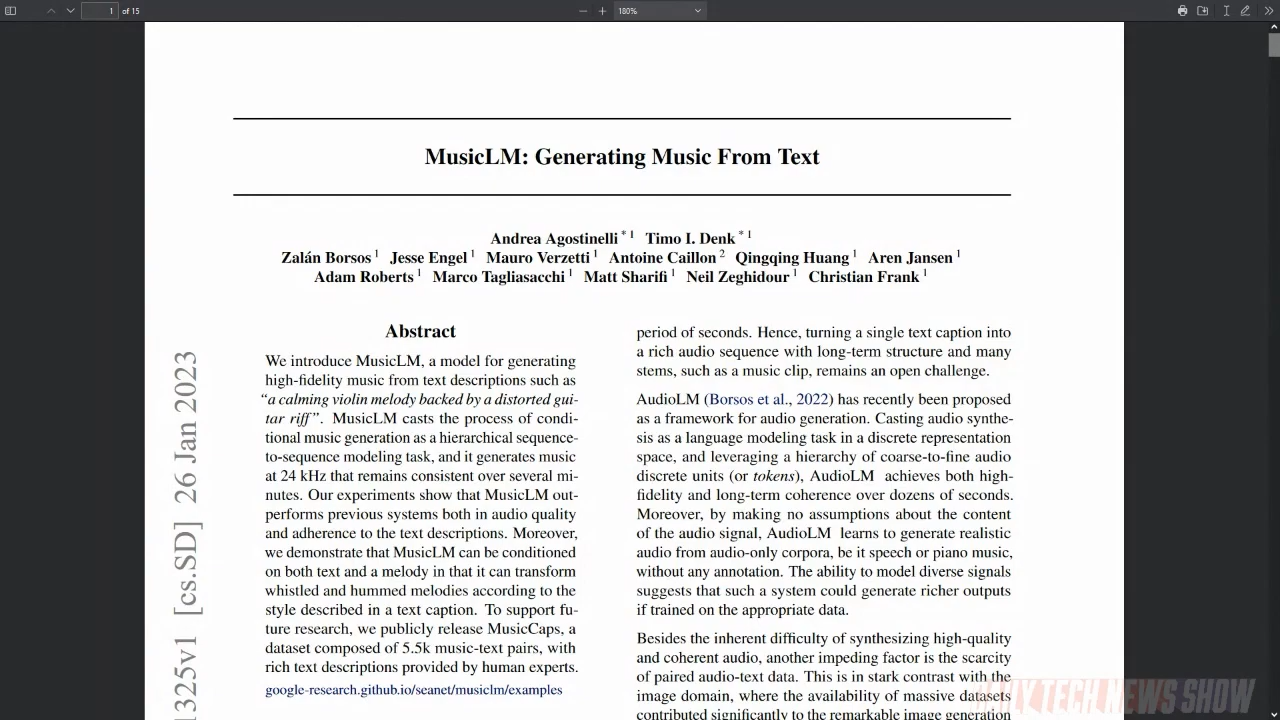 1 of 15
180%
MusicLM: Generating Music From Text
Andrea Agostinelli * 1 Timo I. Denk * 1
Zalán Borsos 1 Jesse Engel 1 Mauro Verzetti 1 Antoine Caillon 2 Qingqing Huang 1 Aren Jansen 1
Adam Roberts 1 Marco Tagliasacchi 1 Matt Sharifi 1 Neil Zeghidour 1 Christian Frank 1
Abstract
We introduce MusicLM, a model for generating
high-fidelity music from text descriptions such as
“a calming violin melody backed by a distorted gui-
tar riff”. MusicLM casts the process of condi-
tional music generation as a hierarchical sequence-
to-sequence modeling task, and it generates music
at 24 kHz that remains consistent over several mi-
nutes. Our experiments show that MusicLM out-
performs previous systems both in audio quality
and adherence to the text descriptions. Moreover,
we demonstrate that MusicLM can be conditioned
on both text and a melody in that it can transform
whistled and hummed melodies according to the
style described in a text caption. To support fu-
ture research, we publicly release MusicCaps, a
dataset composed of 5.5k music-text pairs, with
rich text descriptions provided by human experts.
google-research.github.io/seanet/musiclm/examples
period of seconds. Hence, turning a single text caption into
a rich audio sequence with long-term structure and many
stems, such as a music clip, remains an open challenge.
AudioLM (Borsos et al., 2022) has recently been proposed
as a framework for audio generation. Casting audio synthe-
sis as a language modeling task in a discrete representation
space, and leveraging a hierarchy of coarse-to-fine audio
discrete units (or tokens), AudioLM achieves both high-
fidelity and long-term coherence over dozens of seconds.
Moreover, by making no assumptions about the content
of the audio signal, AudioLM learns to generate realistic
audio from audio-only corpora, be it speech or piano music,
without any annotation. The ability to model diverse signals
suggests that such a system could generate richer outputs
if trained on the appropriate data.
Besides the inherent difficulty of synthesizing high-quality
and coherent audio, another impeding factor is the scarcity
of paired audio-text data. This is in stark contrast with the
image domain, where the availability of massive datasets
contributed significantly to the remarkable image generation
1325v1 [cs.SD] 26 Jan 2023
DAILY TECH NEWS SHOW